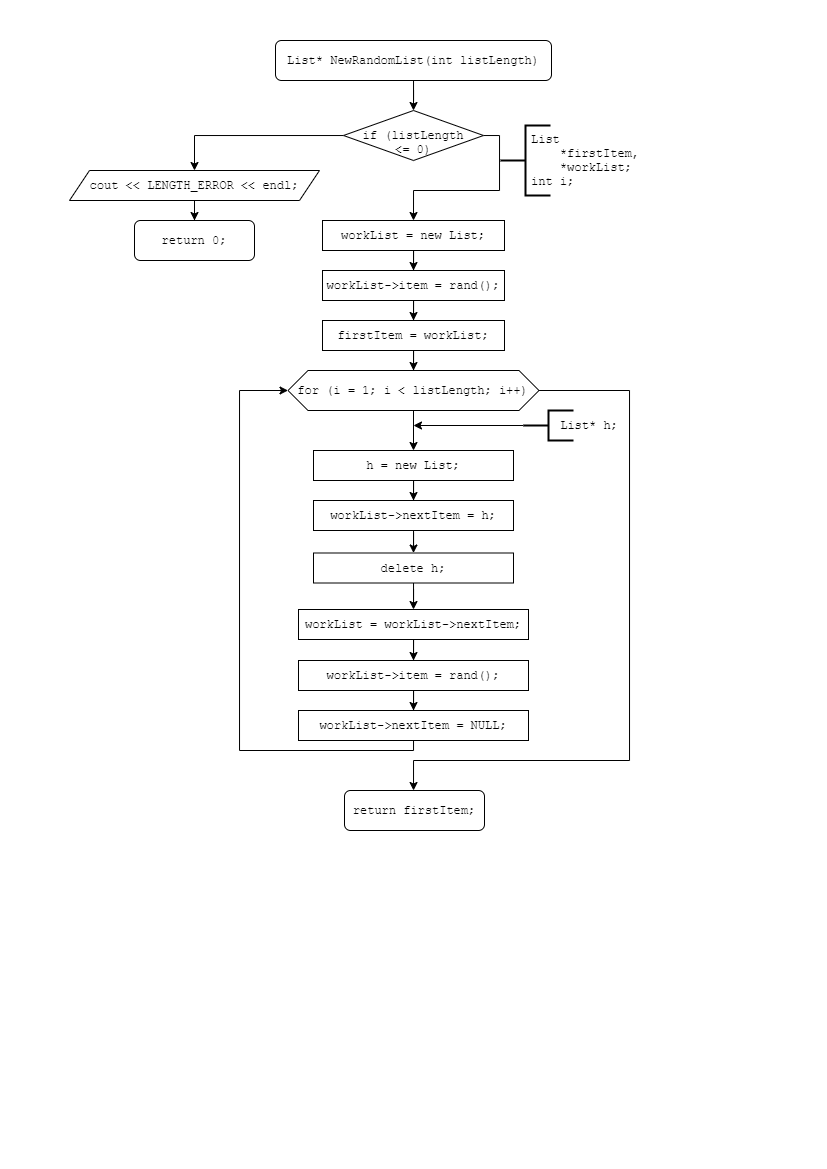 List* NewRandomList(int listLength)
if (listLength
<= 0)
List
*firstItem,
*workList;
int i;
cout << LENGTH_ERROR << endl;
return 0;
workList = new List;
workList->item = rand();
firstItem = workList;
for (i = 1; i < listLength; i++)
List* h;
h = new List;
workList->nextItem = h;
delete h;
workList = workList->nextItem;
workList->item = rand();
workList->nextItem = NULL;
return firstItem;